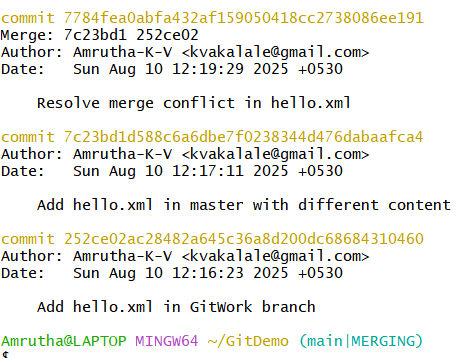 commit 7784fea0abfa432af159050418cc2738086ee191
Merge: 7c23bd1 252ce02
Author: Amrutha-K-V <kvakalale@gmail.com>
Date:   Sun Aug 10 12:19:29 2025 +0530
    Resolve merge conflict in hello.xml
commit 7c23bd1d588c6a6dbe7f0238344d476dabaafca4
Author: Amrutha-K-V <kvakalale@gmail.com>
Date:   Sun Aug 10 12:17:11 2025 +0530
    Add hello.xml in master with different content
commit 252ce02ac28482a645c36a8d200dc68684310460
Author: Amrutha-K-V <kvakalale@gmail.com>
Date:   Sun Aug 10 12:16:23 2025 +0530
    Add hello.xml in GitWork branch
Amrutha@LAPTOP MINGW64 ~/GitDemo (main|MERGING)
$